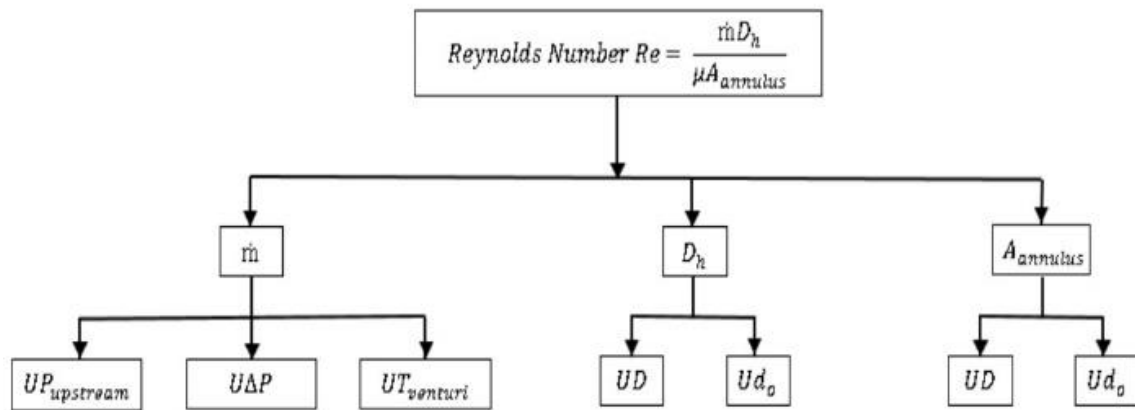 Reynolds Number Re = ṁD_h / μA_annulus
ṁ
D_h
A_annulus
UP_upstream
UΔP
UT_venturi
UD
Ud_o
UD
Ud_o